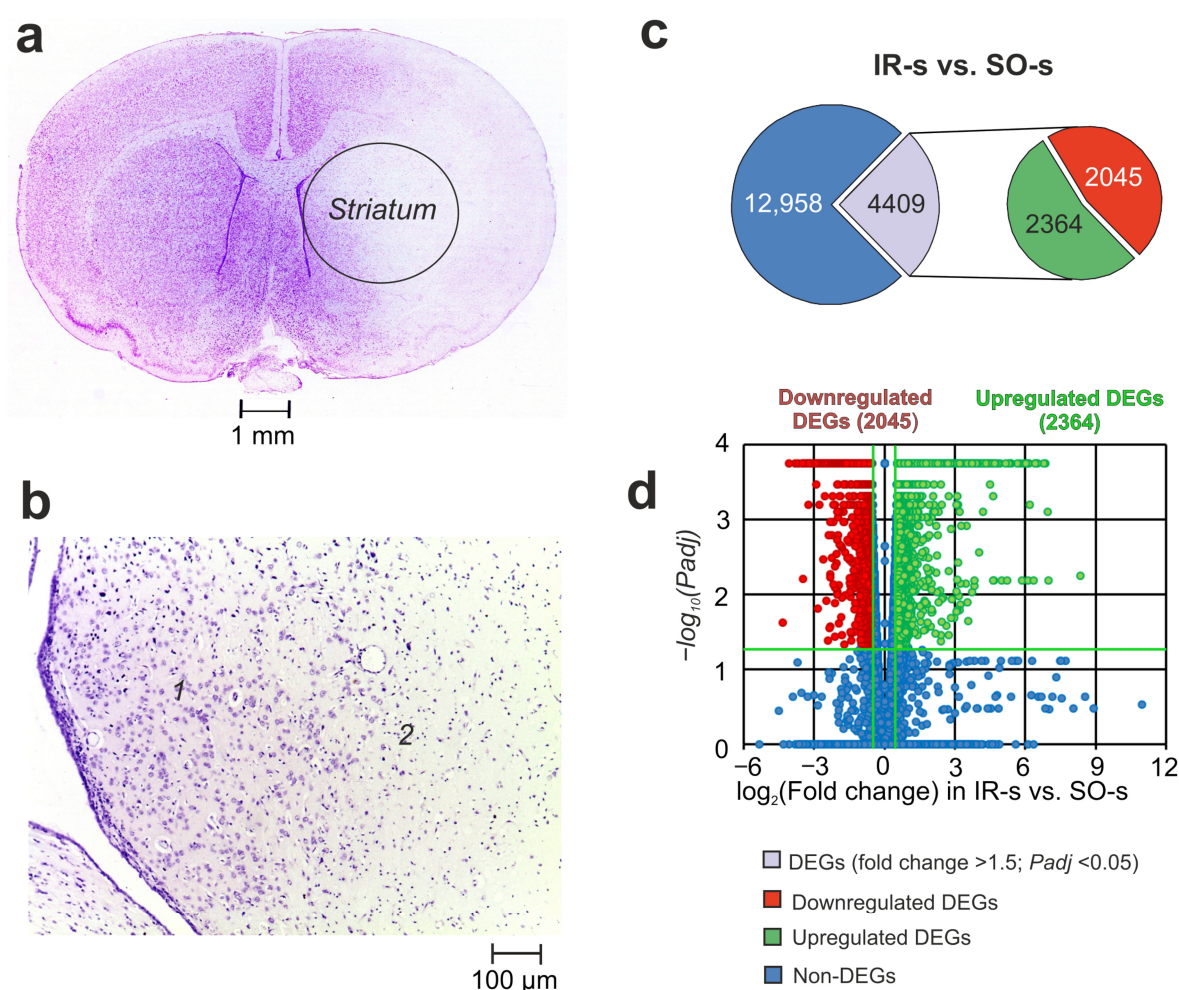 a
Striatum
1 mm
b
1
2
100 µm
c
IR-s vs. SO-s
12,958
4409
2364
2045
d
Downregulated
DEGs (2045)
Upregulated DEGs
(2364)
4
3
2
1
0
−log10(Padj)
−6
−3
0
3
6
9
12
log2(Fold change) in IR-s vs. SO-s
DEGs (fold change >1.5; Padj <0.05)
Downregulated DEGs
Upregulated DEGs
Non-DEGs